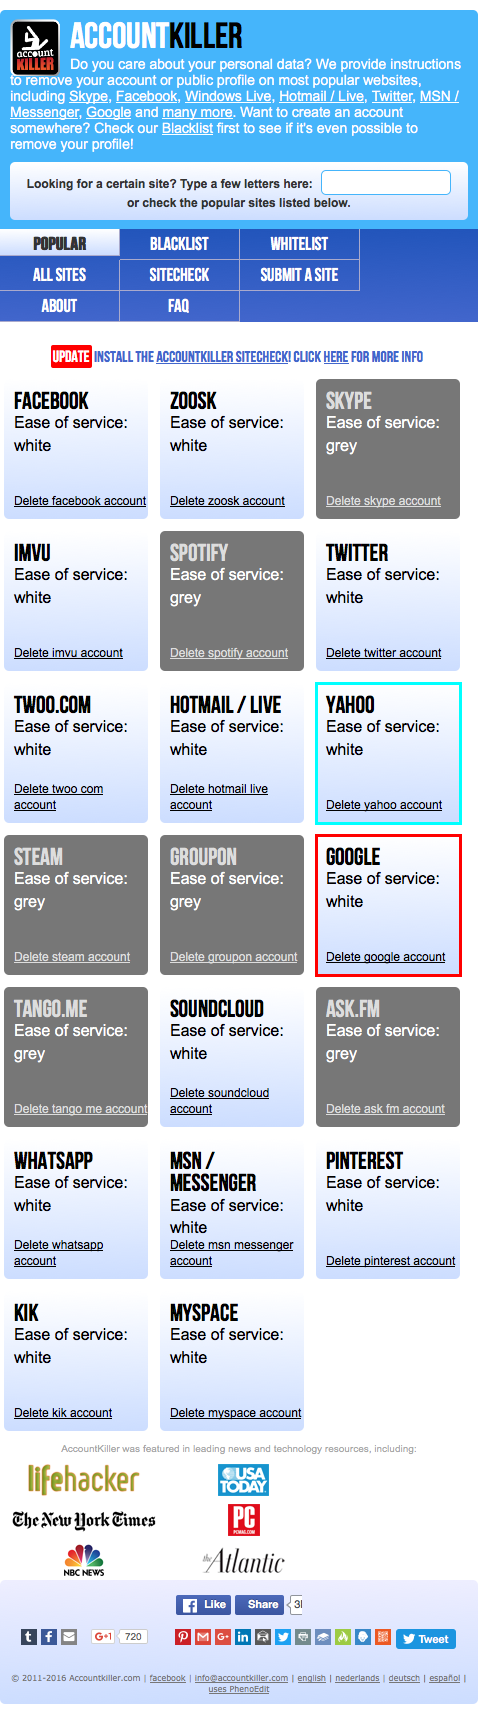 account
KILLER
ACCOUNTKILLER
Do you care about your personal data? We provide instructions
to remove your account or public profile on most popular websites,
including Skype, Facebook, Windows Live, Hotmail / Live, Twitter, MSN /
Messenger, Google and many more. Want to create an account
somewhere? Check our Blacklist first to see if it's even possible to
remove your profile!
Looking for a certain site? Type a few letters here:
or check the popular sites listed below.
POPULAR BLACKLIST WHITELIST
ALL SITES SITECHECK SUBMIT A SITE
ABOUT FAQ
UPDATE INSTALL THE ACCOUNTKILLER SITECHECK! CLICK HERE FOR MORE INFO
FACEBOOK
Ease of service:
white
Delete facebook account
ZOOSK
Ease of service:
white
Delete zoosk account
SKYPE
Ease of service:
grey
Delete skype account
IMVU
Ease of service:
white
Delete imvu account
SPOTIFY
Ease of service:
grey
Delete spotify account
TWITTER
Ease of service:
white
Delete twitter account
TWOO.COM
Ease of service:
white
Delete twoo com
account
HOTMAIL / LIVE
Ease of service:
white
Delete hotmail live
account
YAHOO
Ease of service:
white
Delete yahoo account
STEAM
Ease of service:
grey
Delete steam account
GROUPON
Ease of service:
grey
Delete groupon account
GOOGLE
Ease of service:
white
Delete google account
TANGO.ME
Ease of service:
grey
Delete tango me account
SOUNDCLOUD
Ease of service:
white
Delete soundcloud
account
ASK.FM
Ease of service:
grey
Delete ask fm account
WHATSAPP
Ease of service:
white
Delete whatsapp
account
MSN /
MESSENGER
Ease of service:
white
Delete msn messenger
account
PINTEREST
Ease of service:
white
Delete pinterest account
KIK
Ease of service:
white
Delete kik account
MYSPACE
Ease of service:
white
Delete myspace account
AccountKiller was featured in leading news and technology resources, including:
lifehacker
USA
TODAY
The New York Times
PC
PCMAG.COM
NBC NEWS
the Atlantic
Like Share
G+1 720
Tweet
© 2011-2016 Accountkiller.com | facebook | info@accountkiller.com | english | nederlands | deutsch | español |
uses PhenoEdit